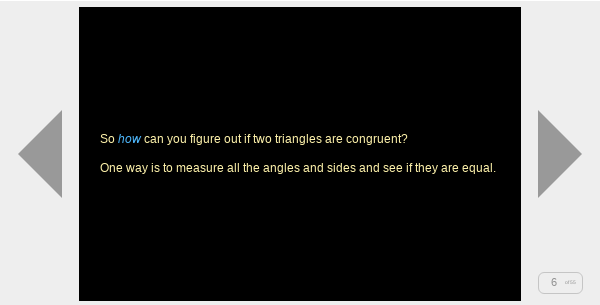 So how can you figure out if two triangles are congruent?
One way is to measure all the angles and sides and see if they are equal.
6